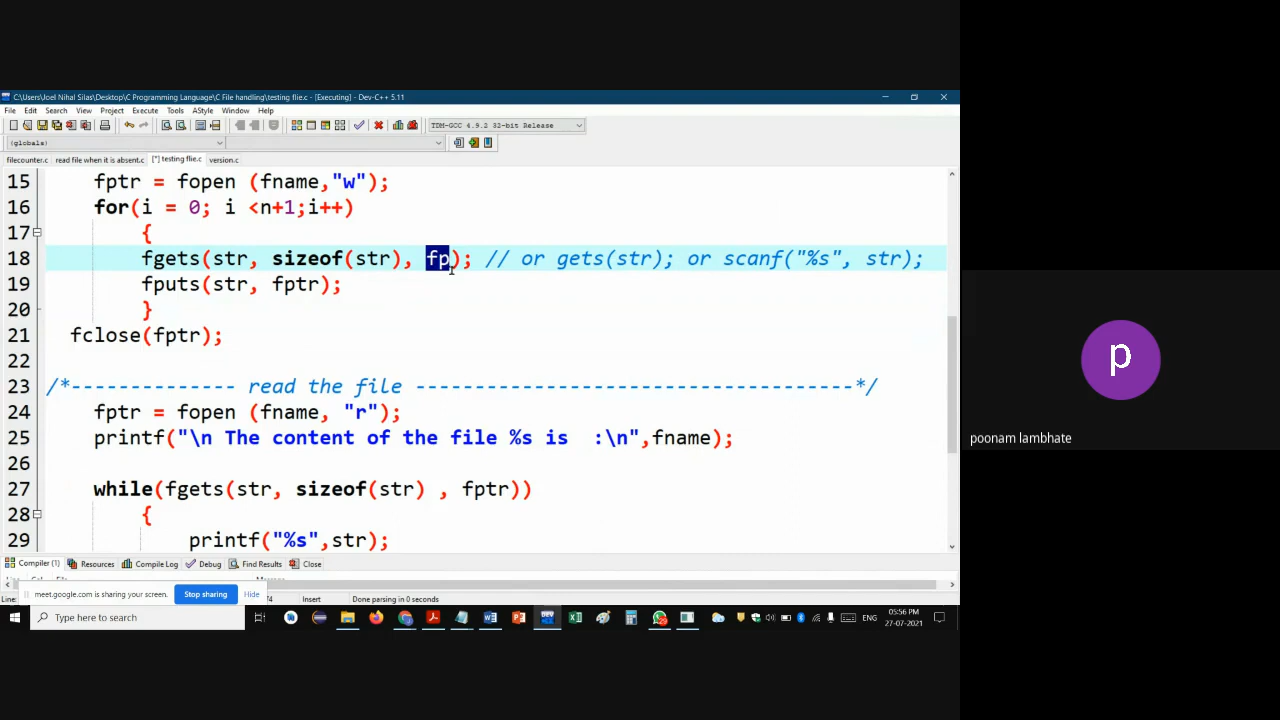 C:\Users\Joel Nihal Silas\Desktop\C Programming Language\C File handling\testing flie.c - [Executing] - Dev-C++ 5.11
File Edit Search View Project Execute Tools AStyle Window Help
TDM-GCC 4.9.2 32-bit Release
(globals)
filecounter.c read file when it is absent.c [*] testing flie.c version.c
15 fptr = fopen (fname,"w");
16 for(i = 0; i <n+1;i++)
17 {
18 fgets(str, sizeof(str), fp); // or gets(str); or scanf("%s", str);
19 fputs(str, fptr);
20 }
21 fclose(fptr);
22
23 /*-------------- read the file -------------------------------------*/
24 fptr = fopen (fname, "r");
25 printf("\n The content of the file %s is  :\n",fname);
26
27 while(fgets(str, sizeof(str) , fptr))
28 {
29 printf("%s",str);
p
poonam lambhate
Compiler (1) Resources Compile Log Debug Find Results Close
meet.google.com is sharing your screen. Stop sharing Hide
Line: Insert Done parsing in 0 seconds
Type here to search
ENG 05:56 PM
27-07-2021